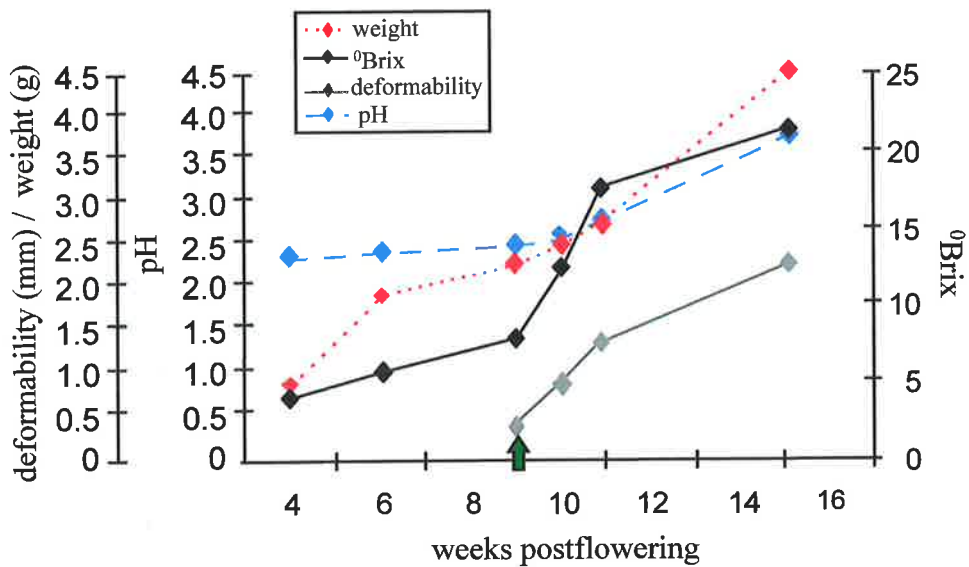 weight
⁰Brix
deformability
pH
deformability (mm) / weight (g)
4.5
4.0
3.5
3.0
2.5
2.0
1.5
1.0
0.5
0
pH
4.5
4.0
3.5
3.0
2.5
2.0
1.5
1.0
0.5
0
25
20
15
10
5
0
⁰Brix
4 6 8 10 12 14 16
weeks postflowering